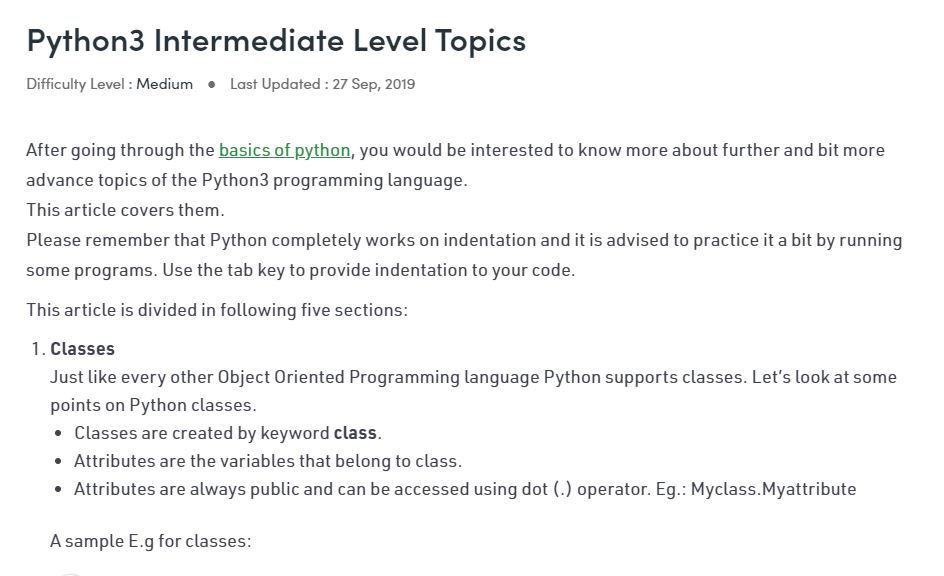 Python3 Intermediate Level Topics
Difficulty Level : Medium ● Last Updated : 27 Sep, 2019
After going through the basics of python, you would be interested to know more about further and bit more
advance topics of the Python3 programming language.
This article covers them.
Please remember that Python completely works on indentation and it is advised to practice it a bit by running
some programs. Use the tab key to provide indentation to your code.
This article is divided in following five sections:
1. Classes
Just like every other Object Oriented Programming language Python supports classes. Let’s look at some
points on Python classes.
• Classes are created by keyword class.
• Attributes are the variables that belong to class.
• Attributes are always public and can be accessed using dot (.) operator. Eg.: Myclass.Myattribute
A sample E.g for classes: